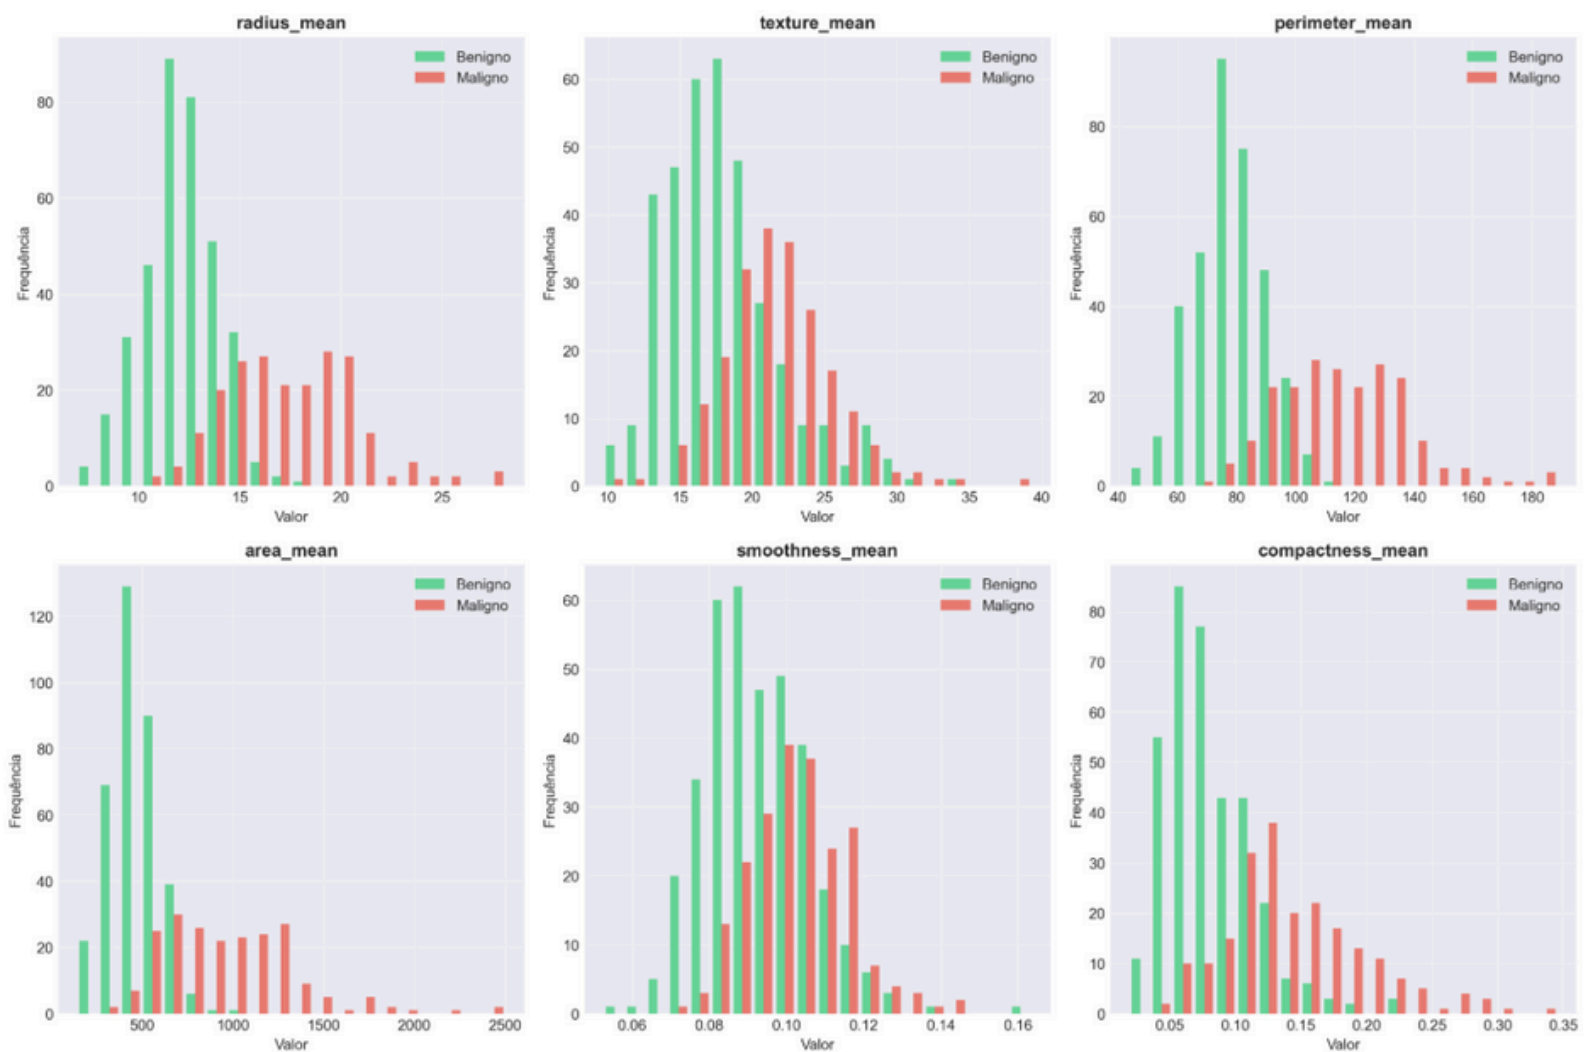 radius_mean
Benigno
Maligno
80
60
40
20
0
10 15 20 25
Frequência
Valor
texture_mean
Benigno
Maligno
60
50
40
30
20
10
0
10 15 20 25 30 35 40
Frequência
Valor
perimeter_mean
Benigno
Maligno
80
60
40
20
0
40 60 80 100 120 140 160 180
Frequência
Valor
area_mean
Benigno
Maligno
120
100
80
60
40
20
0
500 1000 1500 2000 2500
Frequência
Valor
smoothness_mean
Benigno
Maligno
60
50
40
30
20
10
0
0.06 0.08 0.10 0.12 0.14 0.16
Frequência
Valor
compactness_mean
Benigno
Maligno
80
70
60
50
40
30
20
10
0
0.05 0.10 0.15 0.20 0.25 0.30 0.35
Frequência
Valor